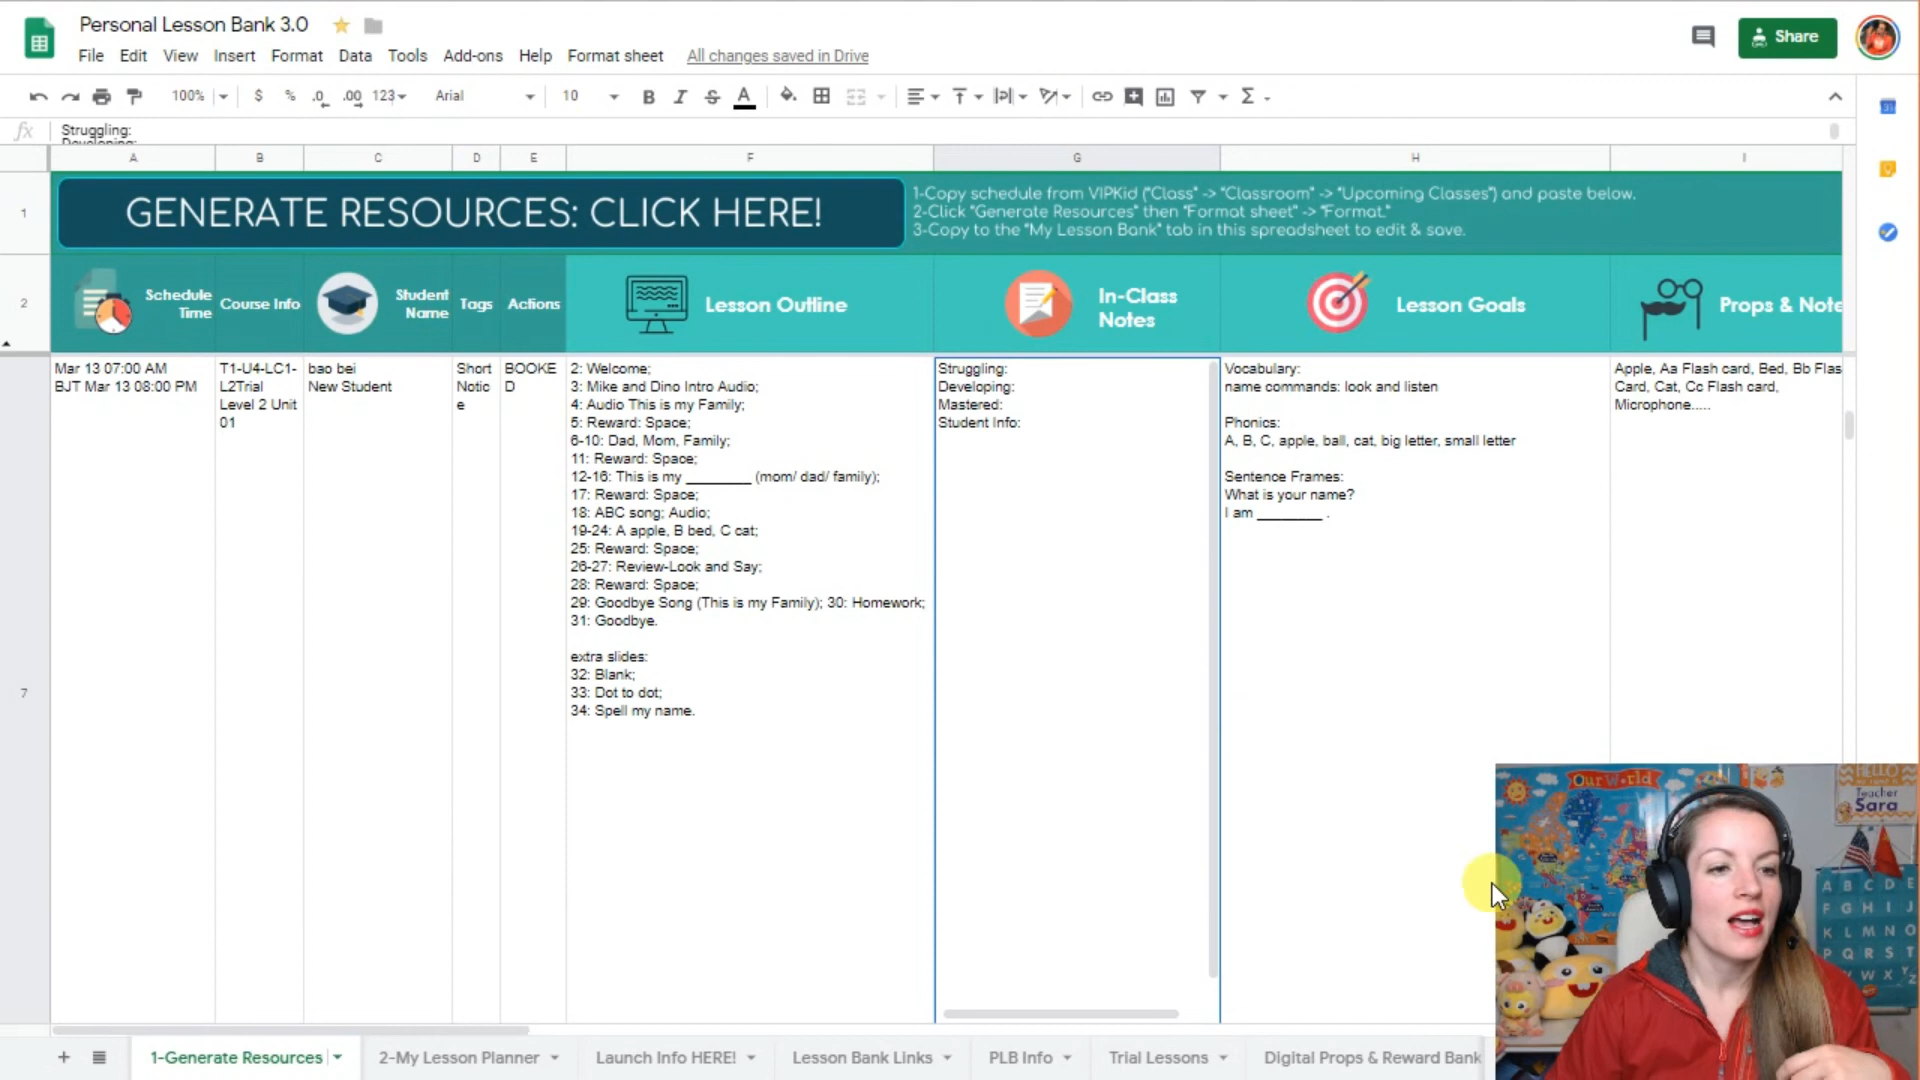 Personal Lesson Bank 3.0
File Edit View Insert Format Data Tools Add-ons Help Format sheet All changes saved in Drive
Share
100% $ % .0 .00 123 Arial 10 B I S A
fx Struggling:
Developing:
A B C D E F G H I
1
GENERATE RESOURCES: CLICK HERE!
1-Copy schedule from VIPKid ("Class" -> "Classroom" -> "Upcoming Classes") and paste below.
2-Click "Generate Resources" then "Format sheet" -> "Format."
3-Copy to the "My Lesson Bank" tab in this spreadsheet to edit & save.
2
Schedule Time
Course Info
Student Name
Tags
Actions
Lesson Outline
In-Class Notes
Lesson Goals
Props & Note
7
Mar 13 07:00 AM
BJT Mar 13 08:00 PM
T1-U4-LC1-
L2Trial
Level 2 Unit
01
bao bei
New Student
Short
Notic
e
BOOKE
D
2: Welcome;
3: Mike and Dino Intro Audio;
4: Audio This is my Family;
5: Reward: Space;
6-10: Dad, Mom, Family;
11: Reward: Space;
12-16: This is my ________ (mom/ dad/ family);
17: Reward: Space;
18: ABC song; Audio;
19-24: A apple, B bed, C cat;
25: Reward: Space;
26-27: Review-Look and Say;
28: Reward: Space;
29: Goodbye Song (This is my Family); 30: Homework;
31: Goodbye.
extra slides:
32: Blank;
33: Dot to dot;
34: Spell my name.
Struggling:
Developing:
Mastered:
Student Info:
Vocabulary:
name commands: look and listen
Phonics:
A, B, C, apple, ball, cat, big letter, small letter
Sentence Frames:
What is your name?
I am ________ .
Apple, Aa Flash card, Bed, Bb Flas
Card, Cat, Cc Flash card,
Microphone.....
Our World
HELLO
Teacher
Sara
A B C D E
F G H I J
K L M N O
P Q R S T
W X Y Z
1-Generate Resources 2-My Lesson Planner Launch Info HERE! Lesson Bank Links PLB Info Trial Lessons Digital Props & Reward Bank